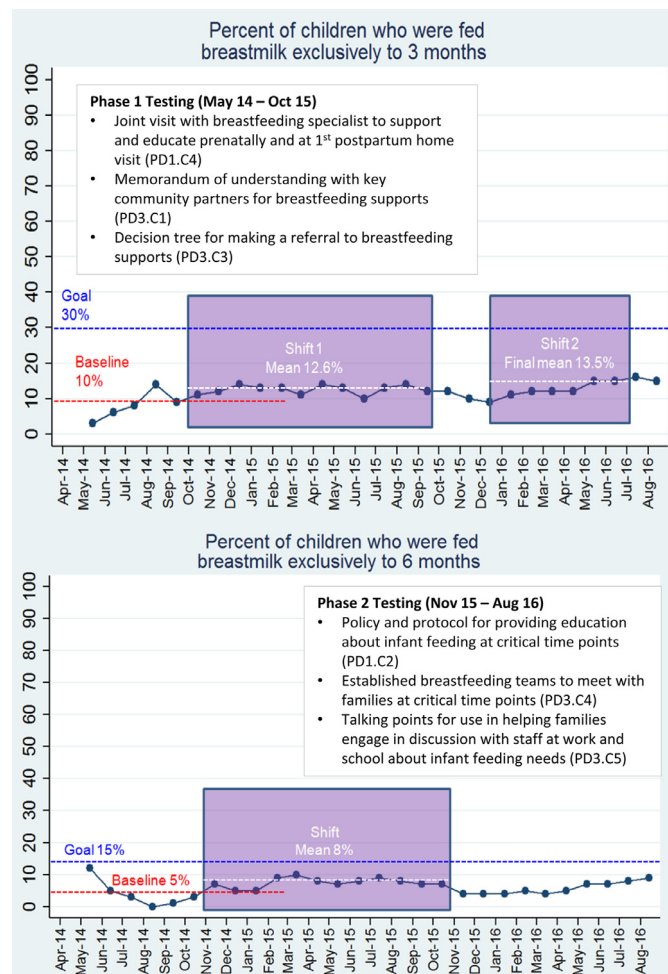 Percent of children who were fed
breastmilk exclusively to 3 months
100
90
80
70
60
50
40
30
20
10
0
Phase 1 Testing (May 14 – Oct 15)
• Joint visit with breastfeeding specialist to support
and educate prenatally and at 1st postpartum home
visit (PD1.C4)
• Memorandum of understanding with key
community partners for breastfeeding supports
(PD3.C1)
• Decision tree for making a referral to breastfeeding
supports (PD3.C3)
Goal
30%
Baseline
10%
Shift 1
Mean 12.6%
Shift 2
Final mean 13.5%
Apr-14
May-14
Jun-14
Jul-14
Aug-14
Sep-14
Oct-14
Nov-14
Dec-14
Jan-15
Feb-15
Mar-15
Apr-15
May-15
Jun-15
Jul-15
Aug-15
Sep-15
Oct-15
Nov-15
Dec-15
Jan-16
Feb-16
Mar-16
Apr-16
May-16
Jun-16
Jul-16
Aug-16
Percent of children who were fed
breastmilk exclusively to 6 months
100
90
80
70
60
50
40
30
20
10
0
Phase 2 Testing (Nov 15 – Aug 16)
• Policy and protocol for providing education
about infant feeding at critical time points
(PD1.C2)
• Established breastfeeding teams to meet with
families at critical time points (PD3.C4)
• Talking points for use in helping families
engage in discussion with staff at work and
school about infant feeding needs (PD3.C5)
Goal 15%
Baseline 5%
Shift
Mean 8%
Apr-14
May-14
Jun-14
Jul-14
Aug-14
Sep-14
Oct-14
Nov-14
Dec-14
Jan-15
Feb-15
Mar-15
Apr-15
May-15
Jun-15
Jul-15
Aug-15
Sep-15
Oct-15
Nov-15
Dec-15
Jan-16
Feb-16
Mar-16
Apr-16
May-16
Jun-16
Jul-16
Aug-16